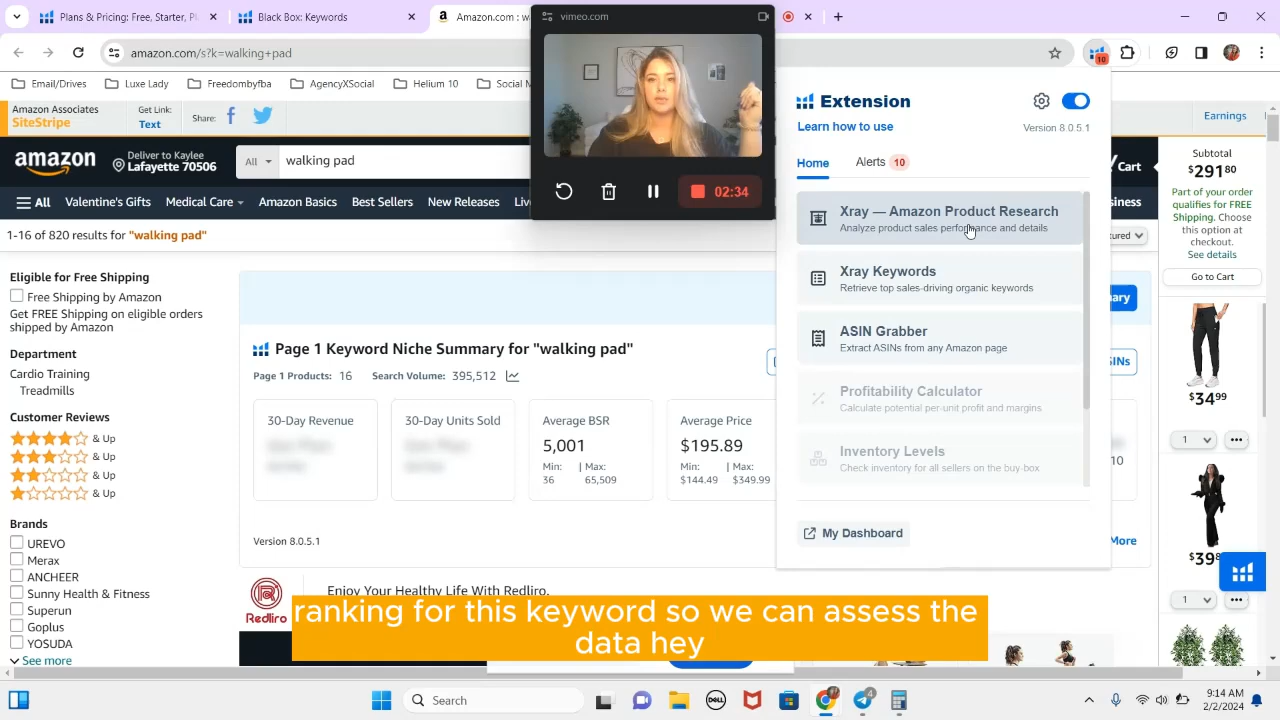 Plans & Pricing: Free, Starter, P
Black Box: Keyword
Amazon.com : w
vimeo.com
amazon.com/s?k=walking+pad
10
Email/Drives
Luxe Lady
Freedombyfba
AgencyXSocial
Helium 10
Social M
Amazon Associates
SiteStripe
Get Link:
Text
Share:
Earnings
02:34
Extension
Learn how to use
Version 8.0.5.1
Home
Alerts
10
amazon
Deliver to Kaylee
Lafayette 70506
All
walking pad
Cart
All
Valentine's Gifts
Medical Care
Amazon Basics
Best Sellers
New Releases
1-16 of 820 results for "walking pad"
Xray — Amazon Product Research
Analyze product sales performance and details
Xray Keywords
Retrieve top sales-driving organic keywords
ASIN Grabber
Extract ASINs from any Amazon page
Profitability Calculator
Calculate potential per-unit profit and margins
Inventory Levels
Check inventory for all sellers on the buy-box
My Dashboard
Subtotal
$291.80
Part of your order
qualifies for
FREE Shipping. Choose
this option at
checkout.
See details
Go to Cart
$34.99
1
$39
1
Eligible for Free Shipping
Free Shipping by Amazon
Get FREE Shipping on eligible orders
shipped by Amazon
Department
Cardio Training
Treadmills
Customer Reviews
& Up
& Up
& Up
& Up
Brands
UREVO
Merax
ANCHEER
Sunny Health & Fitness
Superun
Goplus
YOSUDA
See more
Page 1 Keyword Niche Summary for "walking pad"
Page 1 Products: 16
Search Volume: 395,512
30-Day Revenue
30-Day Units Sold
Average BSR
5,001
Min:
36
Max:
65,509
Average Price
$195.89
Min:
$144.49
Max:
$349.99
Version 8.0.5.1
More
Redliro
Enjoy Your Healthy Life With Redliro.
ranking for this keyword so we can assess the
data hey
Search
DELL
17
4
9:14 AM
2/2/2024